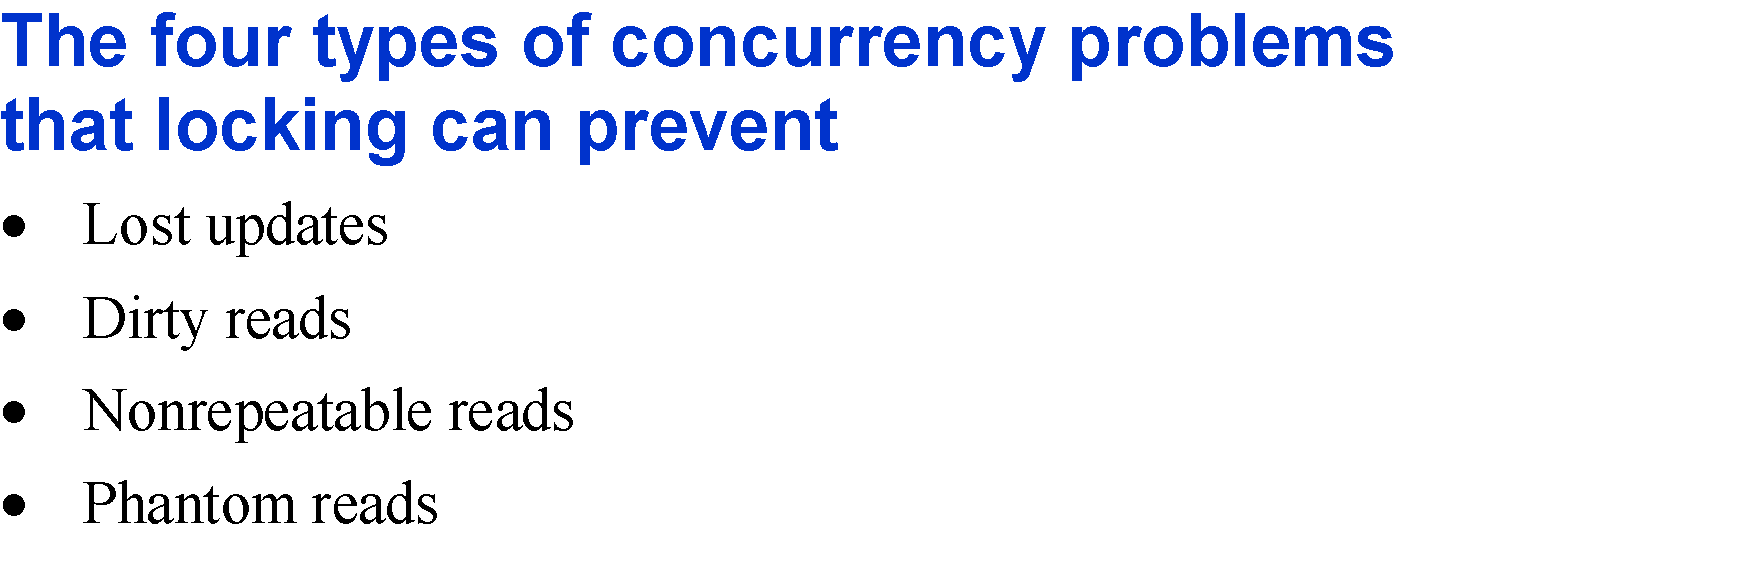 The four types of concurrency problems
that locking can prevent
• Lost updates
• Dirty reads
• Nonrepeatable reads
• Phantom reads